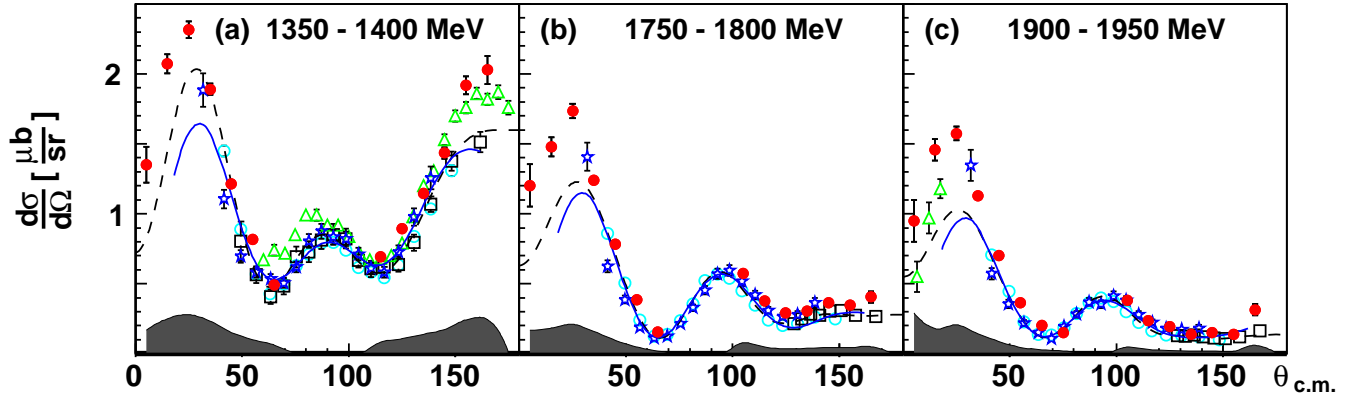 (a) 1350 - 1400 MeV
(b) 1750 - 1800 MeV
(c) 1900 - 1950 MeV
dσ/dΩ [μb/sr]
2
1
0 50 100 150
50 100 150
50 100 150 θ c.m.